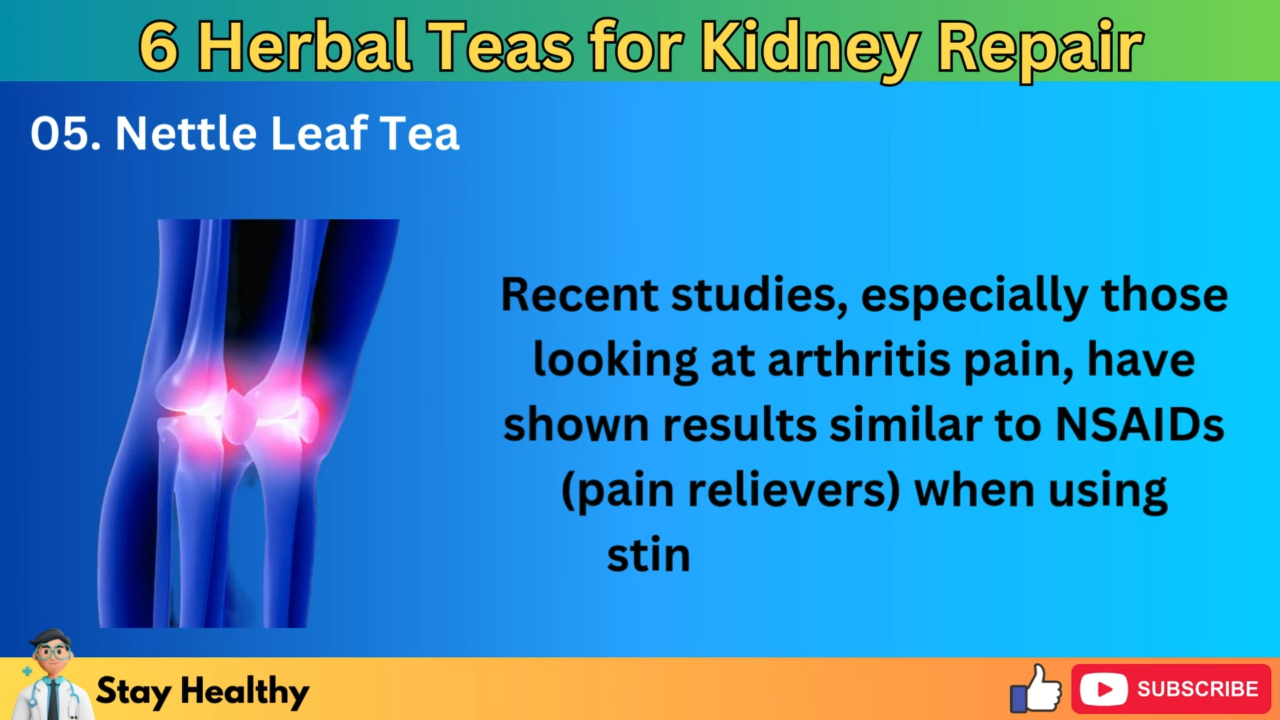 6 Herbal Teas for Kidney Repair
05. Nettle Leaf Tea
Recent studies, especially those
looking at arthritis pain, have
shown results similar to NSAIDs
(pain relievers) when using
stin
Stay Healthy
SUBSCRIBE